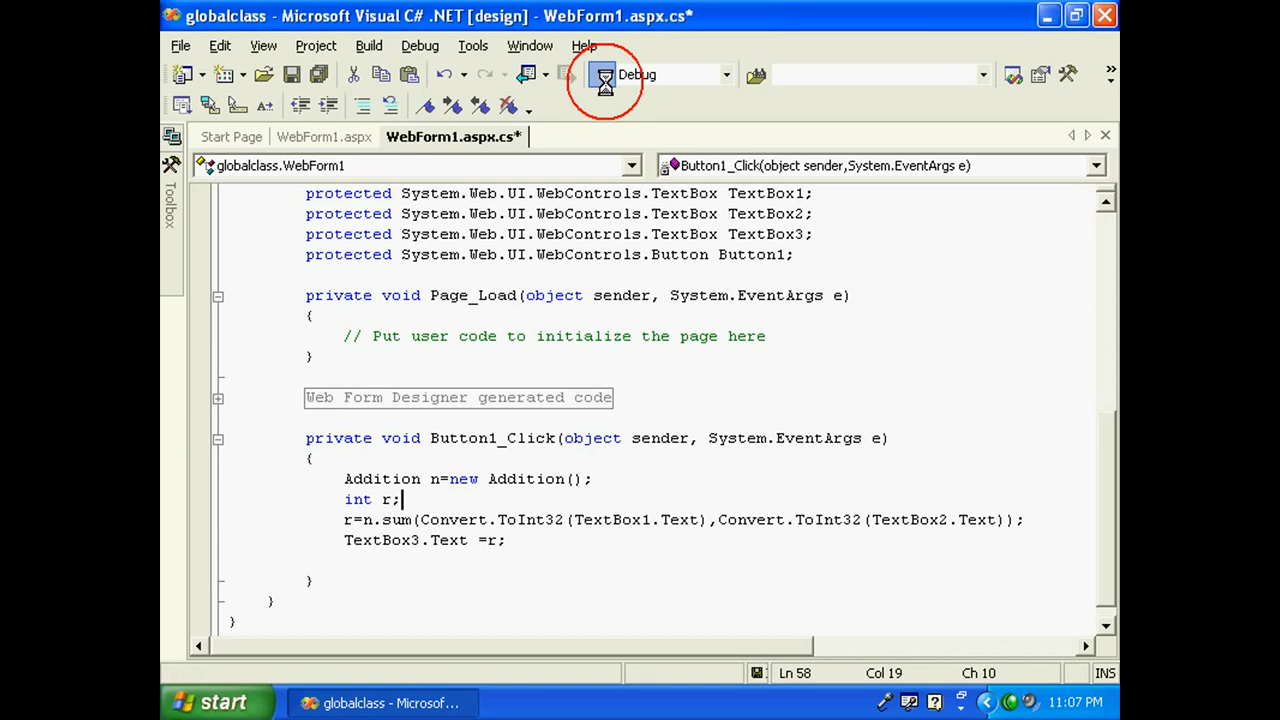 globalclass - Microsoft Visual C# .NET [design] - WebForm1.aspx.cs*
File Edit View Project Build Debug Tools Window Help
Debug
Start Page WebForm1.aspx WebForm1.aspx.cs*
globalclass.WebForm1 Button1_Click(object sender,System.EventArgs e)
Toolbox
protected System.Web.UI.WebControls.TextBox TextBox1;
protected System.Web.UI.WebControls.TextBox TextBox2;
protected System.Web.UI.WebControls.TextBox TextBox3;
protected System.Web.UI.WebControls.Button Button1;
private void Page_Load(object sender, System.EventArgs e)
{
// Put user code to initialize the page here
}
Web Form Designer generated code
private void Button1_Click(object sender, System.EventArgs e)
{
Addition n=new Addition();
int r;
r=n.sum(Convert.ToInt32(TextBox1.Text),Convert.ToInt32(TextBox2.Text));
TextBox3.Text =r;
}
}
}
Ln 58 Col 19 Ch 10 INS
start globalclass - Microsof... 11:07 PM